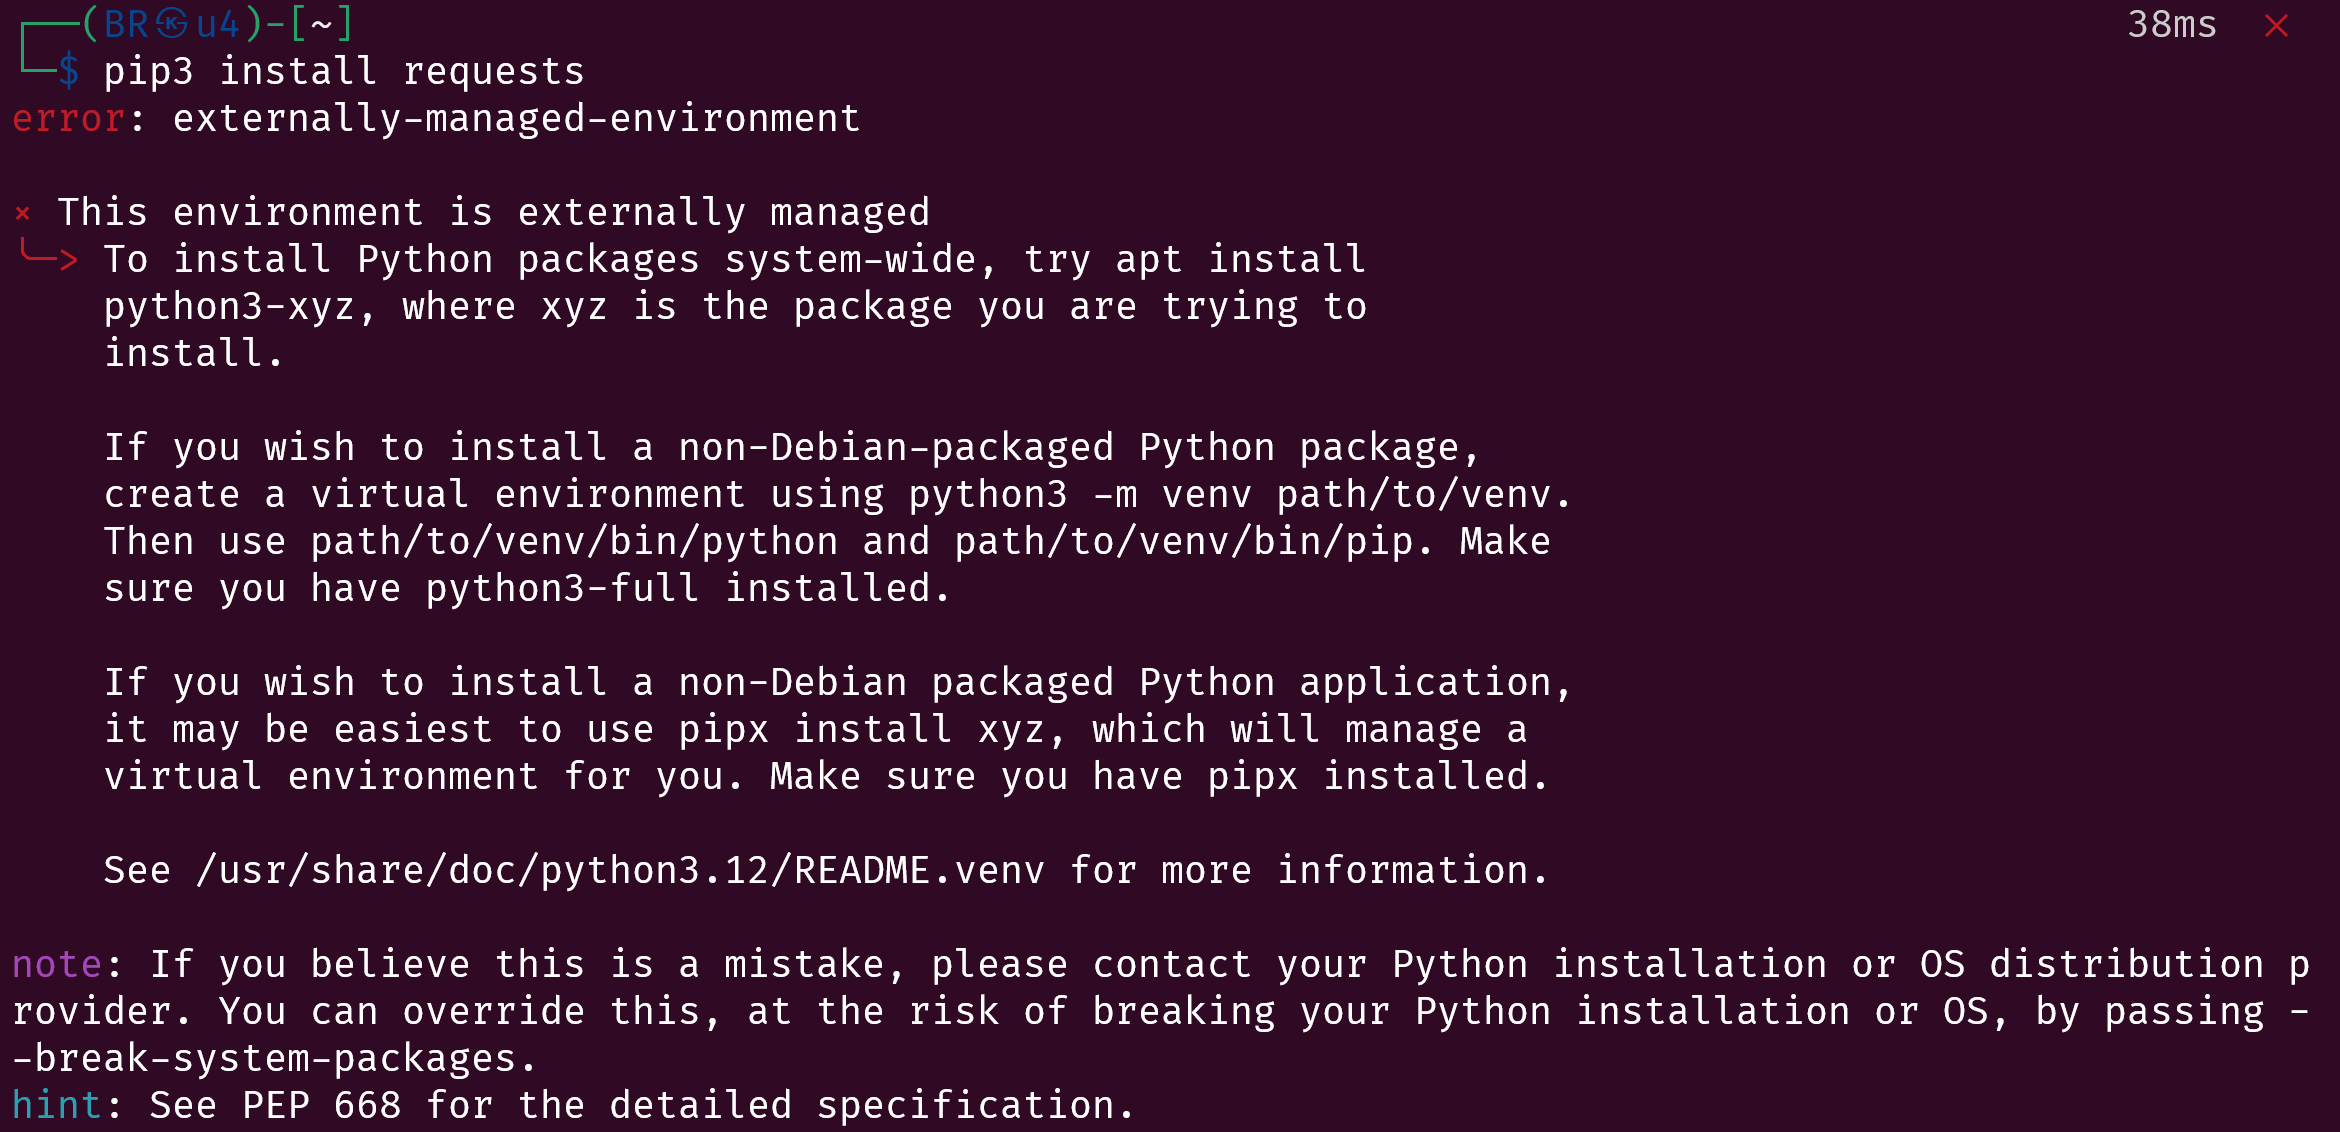 ┌──(BR㉿u4)-[~] 38ms ✕
└─$ pip3 install requests
error: externally-managed-environment
× This environment is externally managed
╰─> To install Python packages system-wide, try apt install
python3-xyz, where xyz is the package you are trying to
install.
If you wish to install a non-Debian-packaged Python package,
create a virtual environment using python3 -m venv path/to/venv.
Then use path/to/venv/bin/python and path/to/venv/bin/pip. Make
sure you have python3-full installed.
If you wish to install a non-Debian packaged Python application,
it may be easiest to use pipx install xyz, which will manage a
virtual environment for you. Make sure you have pipx installed.
See /usr/share/doc/python3.12/README.venv for more information.
note: If you believe this is a mistake, please contact your Python installation or OS distribution p
rovider. You can override this, at the risk of breaking your Python installation or OS, by passing -
-break-system-packages.
hint: See PEP 668 for the detailed specification.